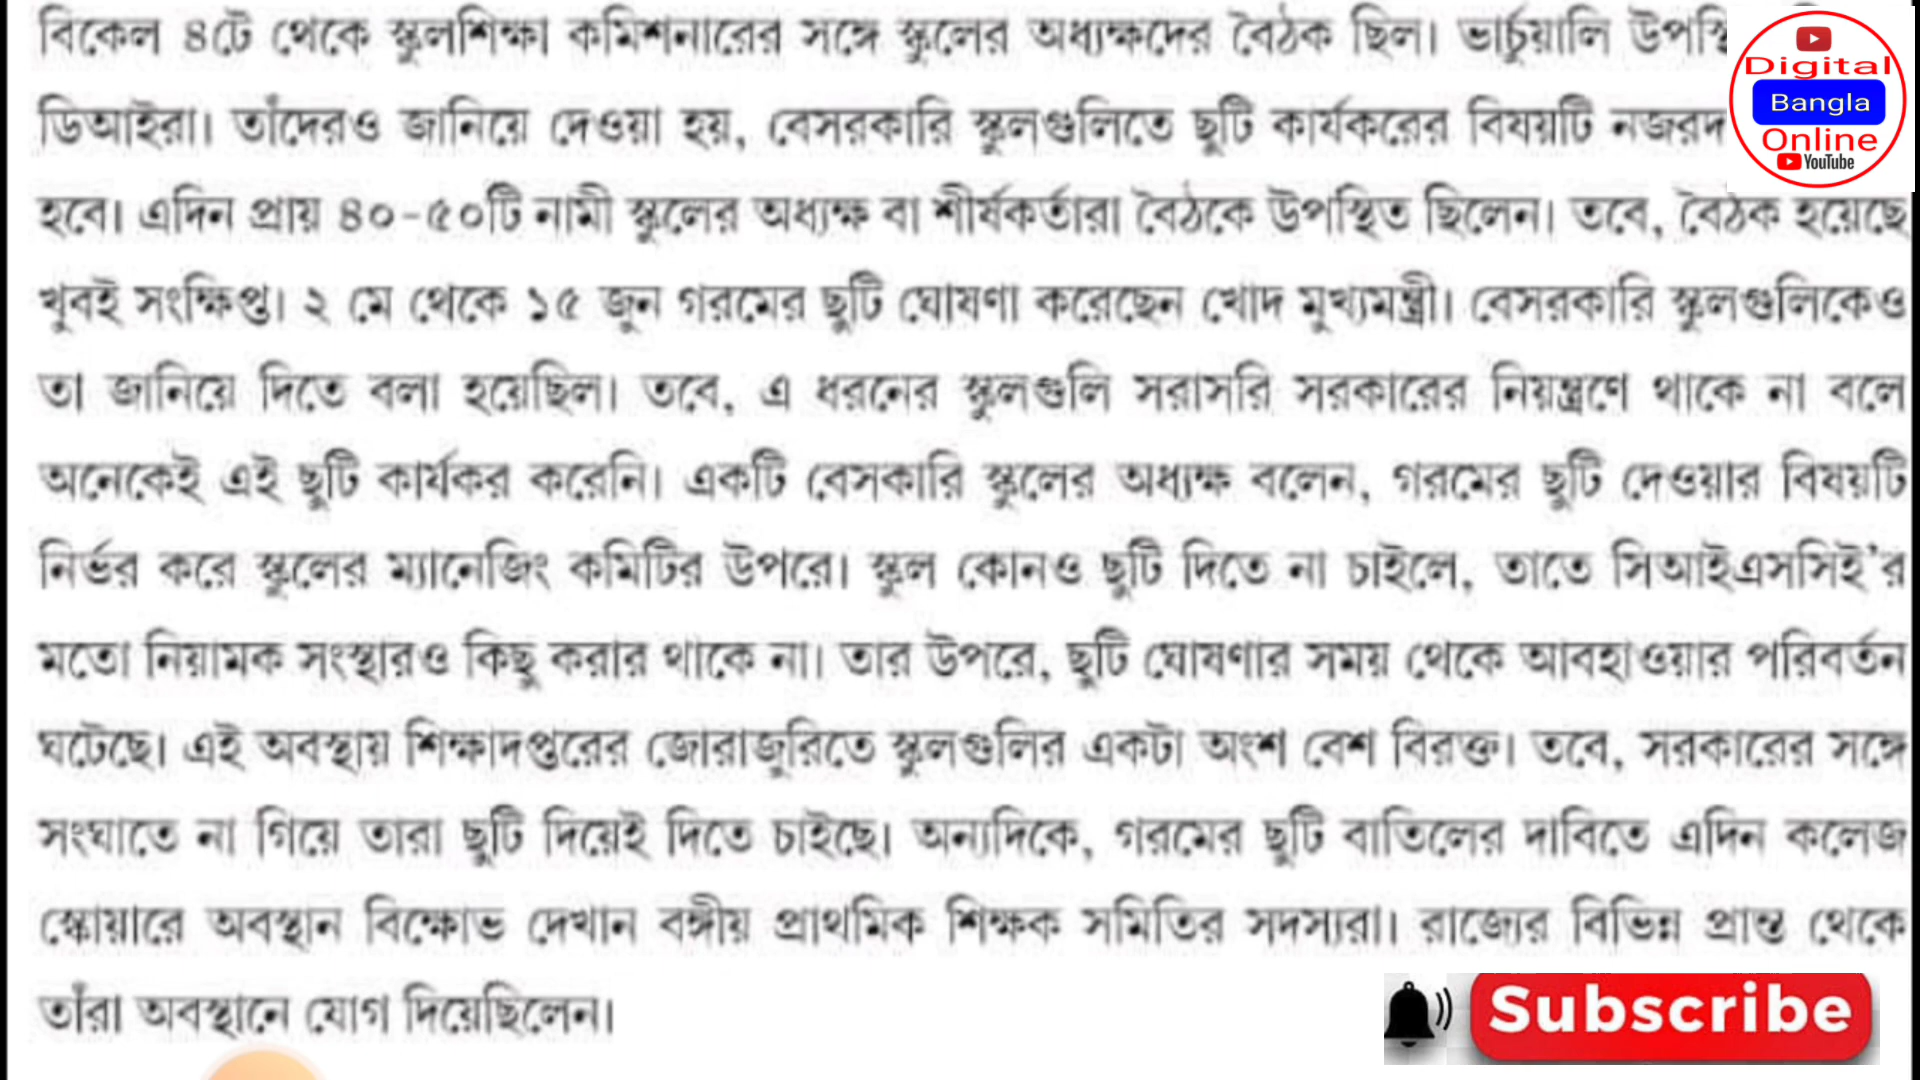 বিকেল ৪টে থেকে স্কুলশিক্ষা কমিশনারের সঙ্গে স্কুলের অধ্যক্ষদের বৈঠক ছিল। ভার্চুয়ালি
ডিআইরা। তাঁদেরও জানিয়ে দেওয়া হয়, বেসরকারি স্কুলগুলিতে ছুটি কার্যকরের বিষয়টি
হবে। এদিন প্রায় ৪০-৫০টি নামী স্কুলের অধ্যক্ষ বা শীর্ষকর্তারা বৈঠকে উপস্থিত ছিলেন। তবে, বৈঠক হয়েছে
খুবই সংক্ষিপ্ত। ২ মে থেকে ১৫ জুন গরমের ছুটি ঘোষণা করেছেন খোদ মুখ্যমন্ত্রী। বেসরকারি স্কুলগুলিকেও
তা জানিয়ে দিতে বলা হয়েছিল। তবে, এ ধরনের স্কুলগুলি সরাসরি সরকারের নিয়ন্ত্রণে থাকে না বলে
অনেকেই এই ছুটি কার্যকর করেনি। একটি বেসকারি স্কুলের অধ্যক্ষ বলেন, গরমের ছুটি দেওয়ার বিষয়টি
নির্ভর করে স্কুলের ম্যানেজিং কমিটির উপরে। স্কুল কোনও ছুটি দিতে না চাইলে, তাতে সিআইএসসিই'র
মতো নিয়ামক সংস্থারও কিছু করার থাকে না। তার উপরে, ছুটি ঘোষণার সময় থেকে আবহাওয়ার পরিবর্তন
ঘটেছে। এই অবস্থায় শিক্ষাদপ্তরের জোরাজুরিতে স্কুলগুলির একটা অংশ বেশ বিরক্ত। তবে, সরকারের সঙ্গে
সংঘাতে না গিয়ে তারা ছুটি দিয়েই দিতে চাইছে। অন্যদিকে, গরমের ছুটি বাতিলের দাবিতে এদিন কলেজ
স্কোয়ারে অবস্থান বিক্ষোভ দেখান বঙ্গীয় প্রাথমিক শিক্ষক সমিতির সদস্যরা। রাজ্যের বিভিন্ন প্রান্ত থেকে
তাঁরা অবস্থানে যোগ দিয়েছিলেন।
Digital
Bangla
Online
YouTube
Subscribe